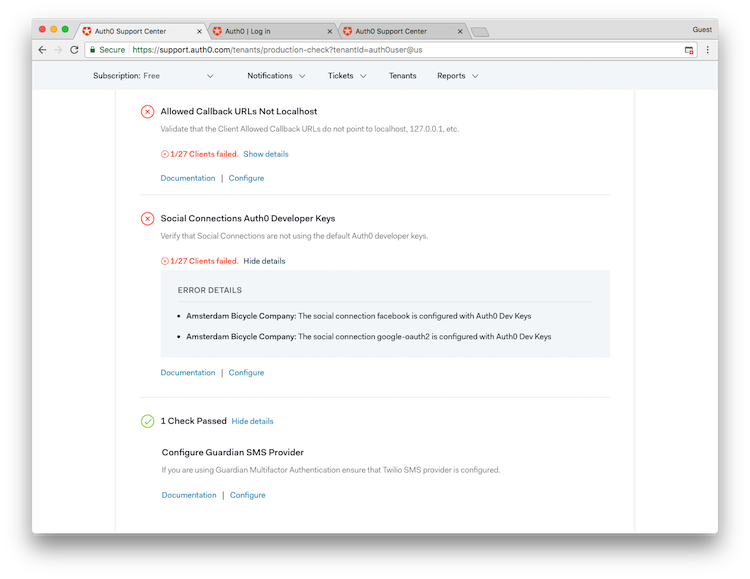 Auth0 Support Center
Auth0 | Log in
Auth0 Support Center
Guest
Secure https://support.auth0.com/tenants/production-check?tenantId=auth0user@us
Subscription: Free
Notifications
Tickets
Tenants
Reports
Allowed Callback URLs Not Localhost
Validate that the Client Allowed Callback URLs do not point to localhost, 127.0.0.1, etc.
1/27 Clients failed. Show details
Documentation | Configure
Social Connections Auth0 Developer Keys
Verify that Social Connections are not using the default Auth0 developer keys.
1/27 Clients failed. Hide details
ERROR DETAILS
• Amsterdam Bicycle Company: The social connection facebook is configured with Auth0 Dev Keys
• Amsterdam Bicycle Company: The social connection google-oauth2 is configured with Auth0 Dev Keys
Documentation | Configure
1 Check Passed Hide details
Configure Guardian SMS Provider
If you are using Guardian Multifactor Authentication ensure that Twilio SMS provider is configured.
Documentation | Configure